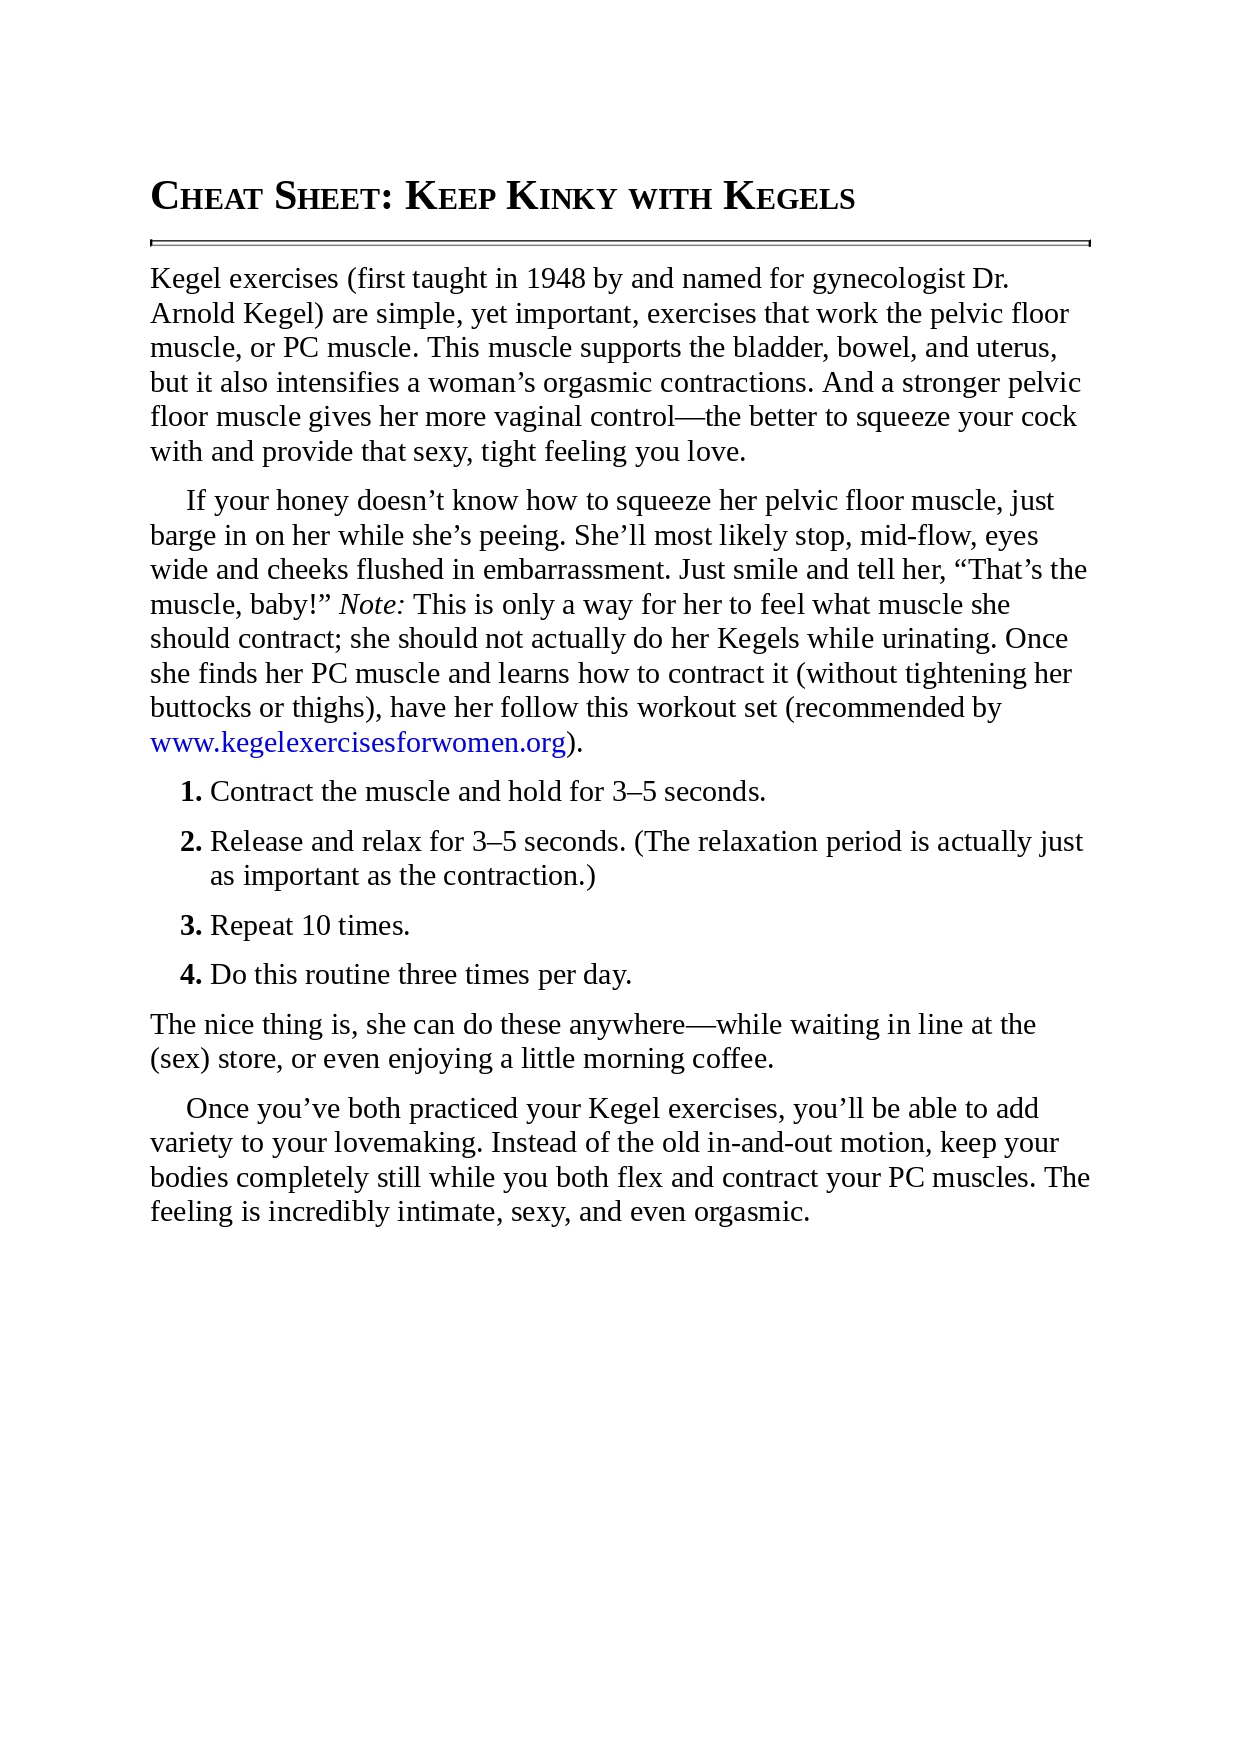 CHEAT SHEET: KEEP KINKY WITH KEGELS
Kegel exercises (first taught in 1948 by and named for gynecologist Dr.
Arnold Kegel) are simple, yet important, exercises that work the pelvic floor
muscle, or PC muscle. This muscle supports the bladder, bowel, and uterus,
but it also intensifies a woman’s orgasmic contractions. And a stronger pelvic
floor muscle gives her more vaginal control—the better to squeeze your cock
with and provide that sexy, tight feeling you love.
If your honey doesn’t know how to squeeze her pelvic floor muscle, just
barge in on her while she’s peeing. She’ll most likely stop, mid-flow, eyes
wide and cheeks flushed in embarrassment. Just smile and tell her, “That’s the
muscle, baby!” Note: This is only a way for her to feel what muscle she
should contract; she should not actually do her Kegels while urinating. Once
she finds her PC muscle and learns how to contract it (without tightening her
buttocks or thighs), have her follow this workout set (recommended by
www.kegelexercisesforwomen.org).
1. Contract the muscle and hold for 3–5 seconds.
2. Release and relax for 3–5 seconds. (The relaxation period is actually just
as important as the contraction.)
3. Repeat 10 times.
4. Do this routine three times per day.
The nice thing is, she can do these anywhere—while waiting in line at the
(sex) store, or even enjoying a little morning coffee.
Once you’ve both practiced your Kegel exercises, you’ll be able to add
variety to your lovemaking. Instead of the old in-and-out motion, keep your
bodies completely still while you both flex and contract your PC muscles. The
feeling is incredibly intimate, sexy, and even orgasmic.